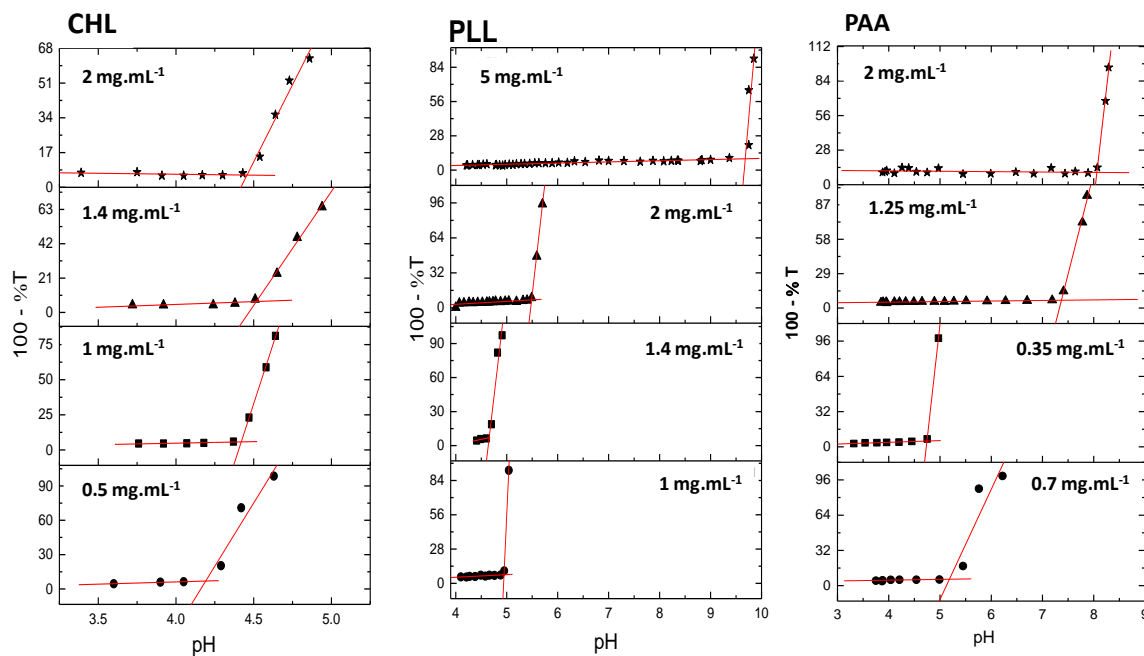 CHL
100 - %T
68
51
34
17
0
2 mg.mL-1
63
42
21
0
1.4 mg.mL-1
75
50
25
0
1 mg.mL-1
90
60
30
0
0.5 mg.mL-1
3.5 4.0 4.5 5.0
pH
PLL
100 - %T
84
56
28
0
5 mg.mL-1
96
64
32
0
2 mg.mL-1
90
60
30
0
1.4 mg.mL-1
84
56
28
0
1 mg.mL-1
4 5 6 7 8 9 10
pH
PAA
100 - % T
112
84
56
28
0
2 mg.mL-1
87
58
29
0
1.25 mg.mL-1
96
64
32
0
0.35 mg.mL-1
96
64
32
0
0.7 mg.mL-1
3 4 5 6 7 8 9
pH